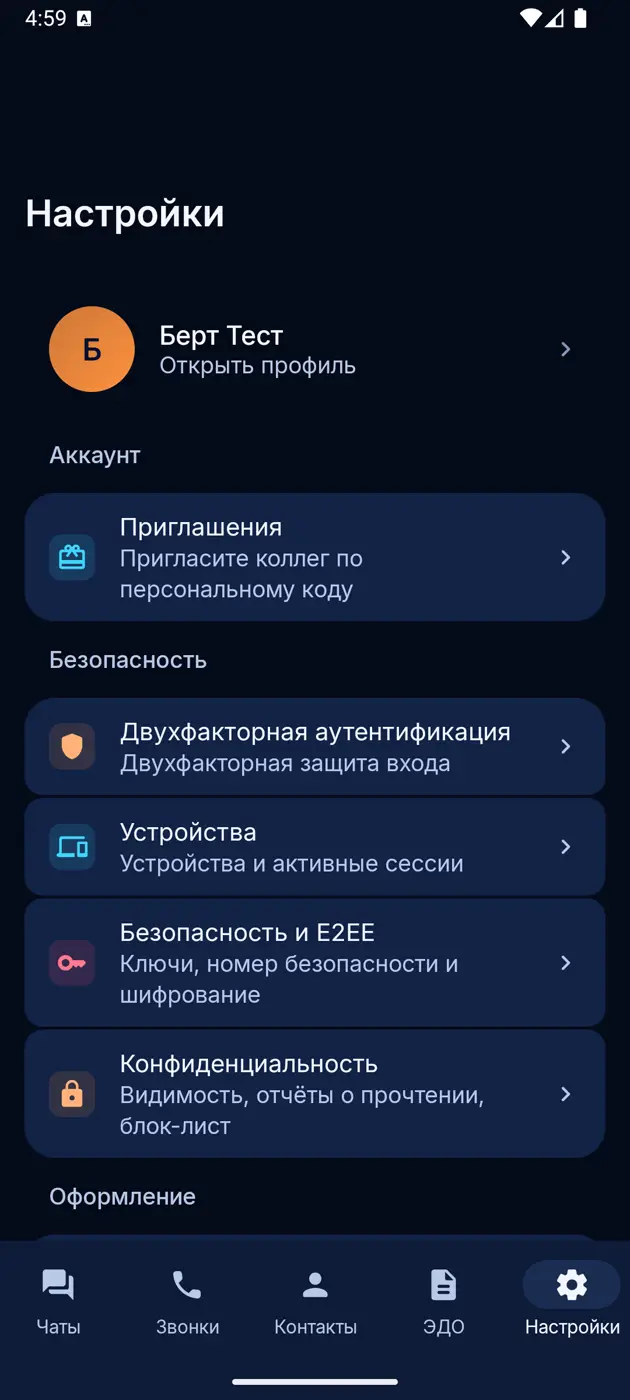 4:59 A
Настройки
Б
Берт Тест
Открыть профиль
Аккаунт
Приглашения
Пригласите коллег по
персональному коду
Безопасность
Двухфакторная аутентификация
Двухфакторная защита входа
Устройства
Устройства и активные сессии
Безопасность и E2EE
Ключи, номер безопасности и
шифрование
Конфиденциальность
Видимость, отчёты о прочтении,
блок-лист
Оформление
Чаты
Звонки
Контакты
ЭДО
Настройки